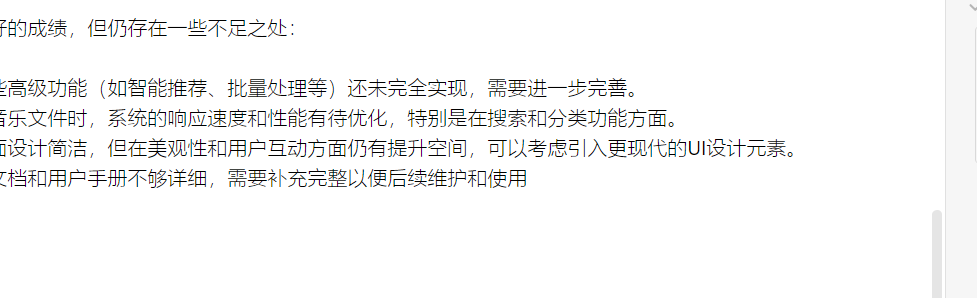 好的成绩，但仍存在一些不足之处：
些高级功能（如智能推荐、批量处理等）还未完全实现，需要进一步完善。
音乐文件时，系统的响应速度和性能有待优化，特别是在搜索和分类功能方面。
面设计简洁，但在美观性和用户互动方面仍有提升空间，可以考虑引入更现代的UI设计元素。
文档和用户手册不够详细，需要补充完整以便后续维护和使用